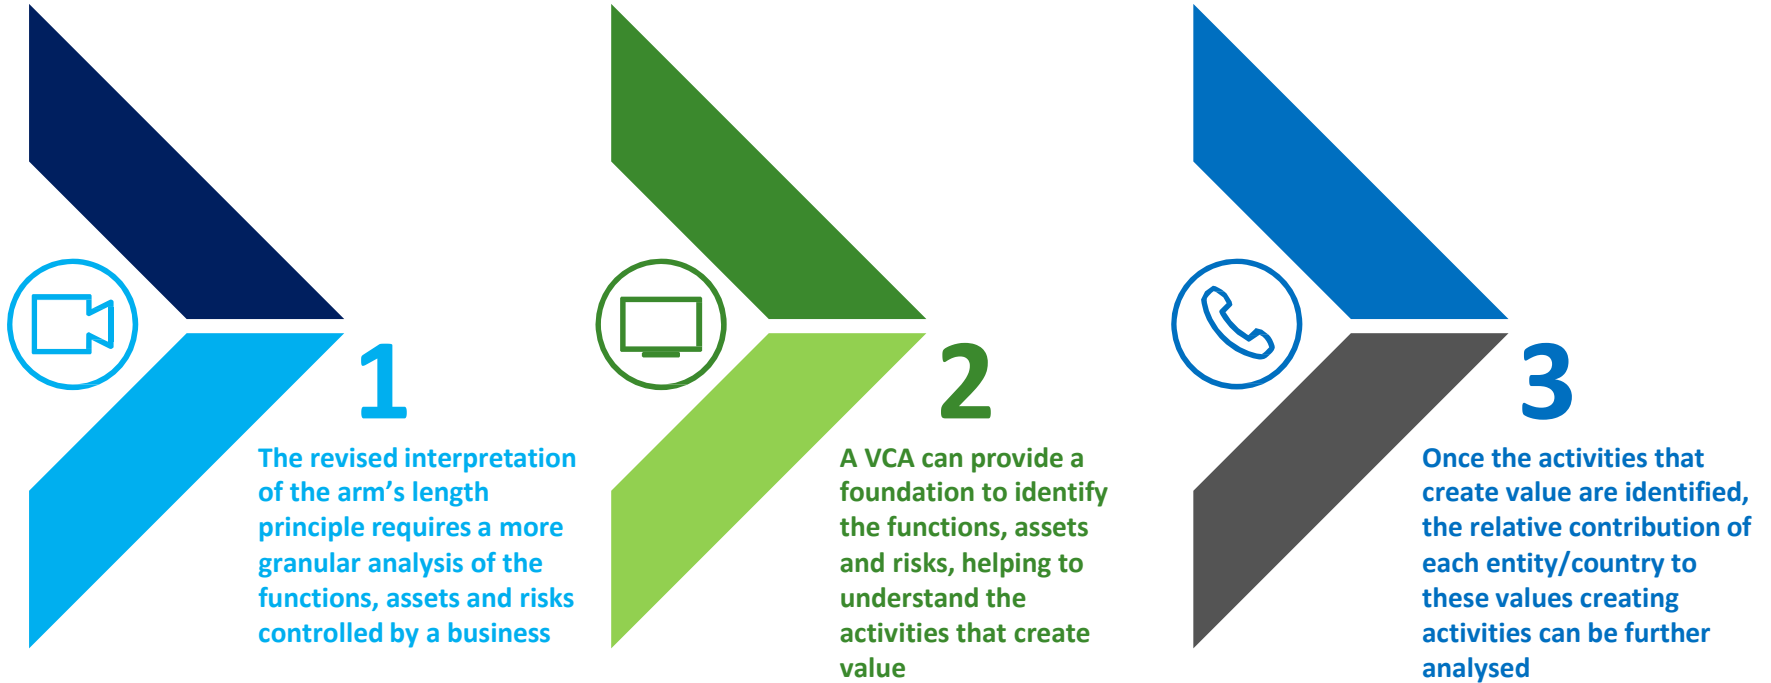 1
The revised interpretation
of the arm’s length
principle requires a more
granular analysis of the
functions, assets and risks
controlled by a business
2
A VCA can provide a
foundation to identify
the functions, assets
and risks, helping to
understand the
activities that create
value
3
Once the activities that
create value are identified,
the relative contribution of
each entity/country to
these values creating
activities can be further
analysed